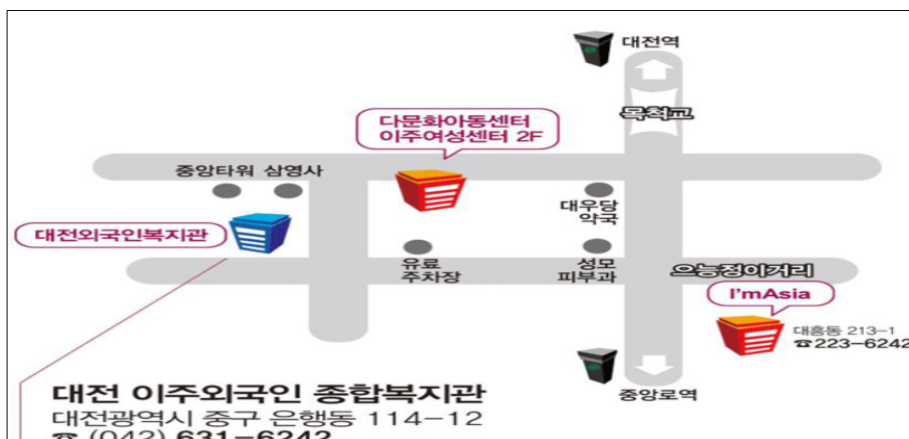 대전역
목척교
다문화아동센터
이주여성센터 2F
중앙타워 삼영사
대우당
약국
대전외국인복지관
유료
주차장
성모
피부과
으능정이거리
I'mAsia
대흥동 213-1
☎223-6242
중앙로역
대전 이주외국인 종합복지관
대전광역시 중구 은행동 114-12
☎ (042) 631-6242